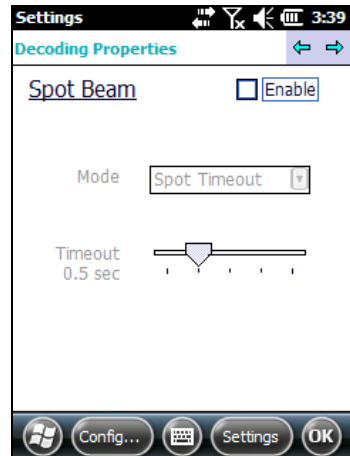 Settings 3:39
Decoding Properties
Spot Beam Enable
Mode Spot Timeout
Timeout
0.5 sec
Config... Settings OK